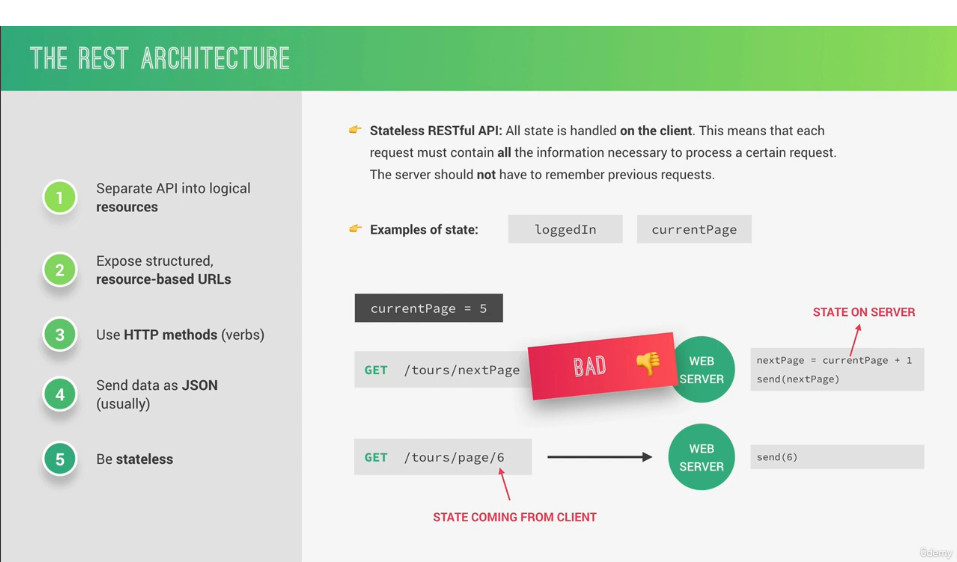 THE REST ARCHITECTURE
1
Separate API into logical
resources
2
Expose structured,
resource-based URLs
3
Use HTTP methods (verbs)
4
Send data as JSON
(usually)
5
Be stateless
Stateless RESTful API: All state is handled on the client. This means that each
request must contain all the information necessary to process a certain request.
The server should not have to remember previous requests.
Examples of state:
loggedIn
currentPage
currentPage = 5
STATE ON SERVER
GET /tours/nextPage
BAD
WEB
SERVER
nextPage = currentPage + 1
send(nextPage)
GET /tours/page/6
WEB
SERVER
send(6)
STATE COMING FROM CLIENT
Udemy